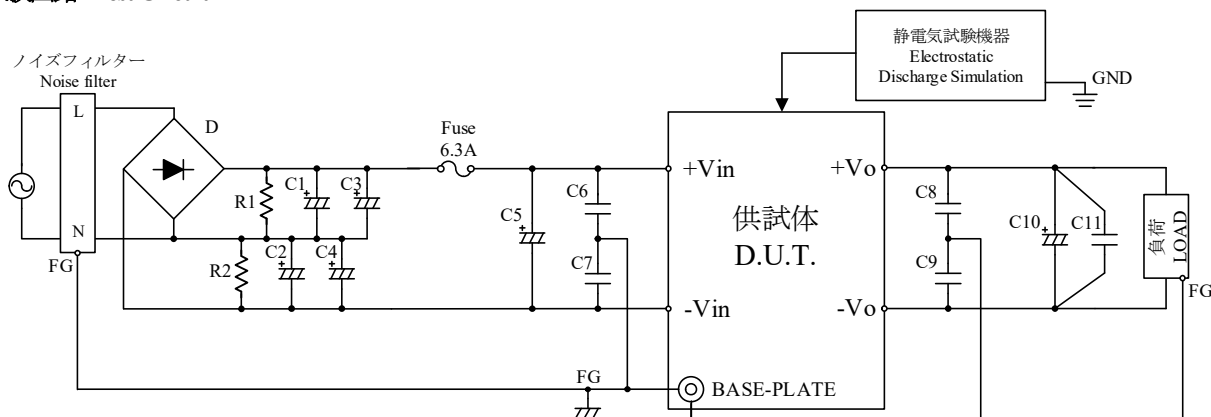 静電気試験機器
Electrostatic
Discharge Simulation
GND
ノイズフィルター
Noise filter
L
D
Fuse
6.3A
+Vin
+Vo
R1
C1
C3
C6
C8
C5
供試体
D.U.T.
C10
C11
負荷
LOAD
N
FG
R2
C2
C4
C7
C9
-Vin
-Vo
FG
FG
BASE-PLATE